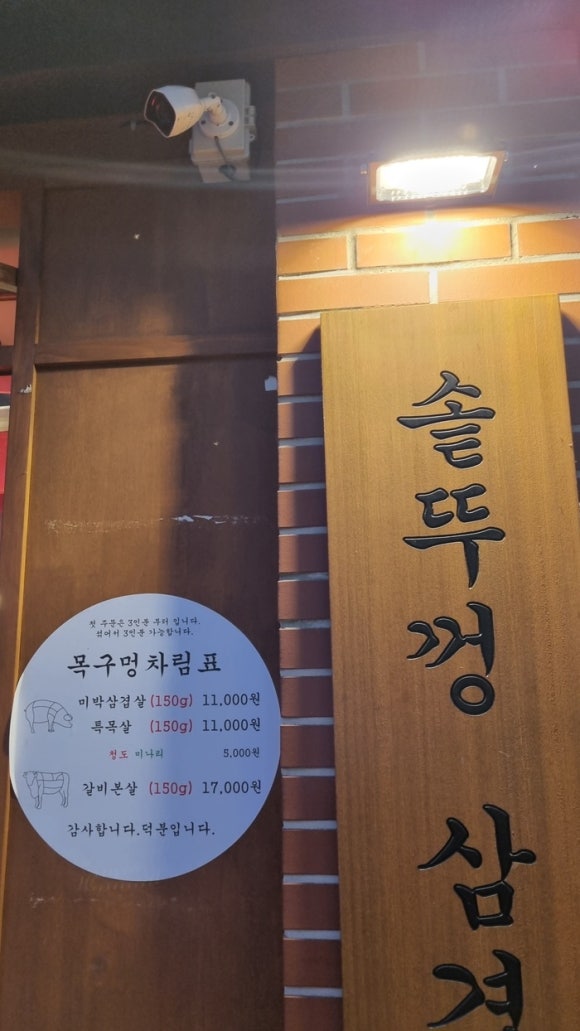 첫 주문은 3인분 부터 입니다.
섞어서 3인분 가능합니다.
목구멍차림표
미박삼겹살 (150g) 11,000원
특목살 (150g) 11,000원
청도 미나리 5,000원
갈비본살 (150g) 17,000원
감사합니다.덕분입니다.
솥뚜껑 삼겨